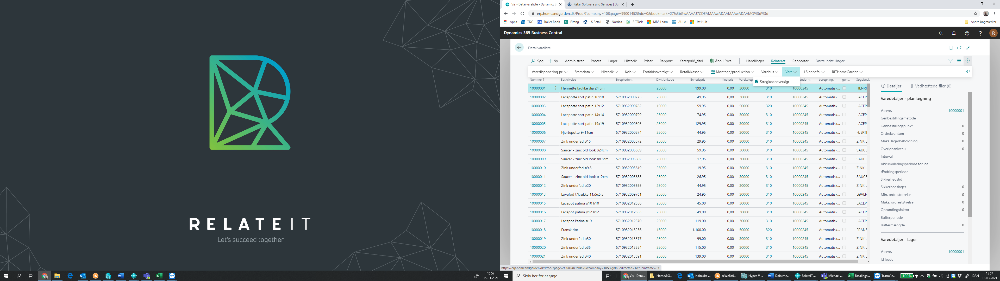 RELATE IT
Let's succeed together
15:57
15-03-2021
Vis - Detailvareliste - Dynamics 3
Retail Software and Services | Dy
erp.homeandgarden.dk/Prod/?company=10&page=99001452&dc=0&bookmark=27%3bGwAAAAJ7CDEAMAAwADAAMAAwADAAMQ%3d%3d
Apps TDC Trailer Book Eltang LS Retail Nordea RITTask MBS Learn AULA Jet Hub Andre bogmærker
Dynamics 365 Business Central R
Detailvareliste
Søg Ny Administrer Proces Lager Historik Priser Rapport Kategori8_titel Åbn i Excel Handlinger Relateret Rapporter Færre indstillinger
Varedisponering pr. Stamdata Historik Køb Forfaldsoversigt Retail/Kasse Montage/produktion Varehus Vare LS anbefal RITHomeGarden
Stregkodeoversigt
Nummer ↑ Beskrivelse Stregkodenr. Divisionkode Enhedspris Kostpris beregning... gen...
10000001 Henriette krukke dia 24 cm. 25000 199,00 0,00 30000 310 10000245 Automatisk... HENRI
10000002 Lacepotte sort patin 10x10 5710932000775 25000 49,95 0,00 30000 310 10000245 Automatisk... LACEP
10000003 Lacepotte sort patin 12x12 5710932000782 15000 59,95 0,00 50000 320 10000245 Automatisk... LACEP
10000004 Lacepotte sort patin 14x14 5710932000799 25000 74,95 0,00 30000 310 10000245 Automatisk... LACEP
10000005 Lacepotte sort patin 19x19 5710932000805 25000 129,95 0,00 30000 310 10000245 Automatisk... LACEP
10000006 Hjertepotte 9x11cm 5710932000874 25000 44,95 0,00 30000 310 10000245 Automatisk... HJERT
10000007 Zink underfad ø15 5710932005572 25000 29,95 0,00 30000 310 10000245 Automatisk... ZINK U
10000008 Saucer - zinc old look ø24cm 5710932005589 25000 59,95 0,00 30000 310 10000245 Automatisk... SAUCE
10000009 Saucer - zinc old look ø8,8cm 5710932005602 25000 17,95 0,00 30000 310 10000245 Automatisk... SAUCE
10000010 Zink underfad ø9,8 5710932005619 25000 19,95 0,00 30000 310 10000245 Automatisk... ZINK U
10000011 Saucer - zinc old look ø12cm 5710932005688 25000 26,95 0,00 30000 310 10000245 Automatisk... SAUCE
10000012 Zink underfad ø20 5710932005695 25000 44,95 0,00 30000 310 10000245 Automatisk... ZINK U
10000013 Løvefod t/krukke 11x5x5,5 5710932009761 25000 24,95 0,00 30000 310 10000245 Automatisk... LØVEF
10000015 Lacepot patina ø10 h10 5710932012556 25000 45,00 0,00 30000 310 10000245 Automatisk... LACEP
10000016 Lacepot patina ø12 h12 5710932012563 25000 49,00 0,00 30000 310 10000245 Automatisk... LACEP
10000017 Lacepot Patina ø19 5710932012570 25000 119,00 0,00 30000 310 10000245 Automatisk... LACEP
10000018 Fransk dør 5710932013256 15000 1.100,00 0,00 50000 320 10000245 Automatisk... FRANS
10000019 Zink underfad ø30 5710932013577 25000 99,00 0,00 30000 310 10000245 Automatisk... ZINK U
10000020 Zink underfad ø35 5710932013584 25000 115,00 0,00 30000 310 10000245 Automatisk... ZINK U
10000021 Zink underfad ø40 5710932013591 25000 139,00 0,00 30000 310 10000245 Automatisk... ZINK U
Detaljer Vedhæftede filer (0)
Varedetaljer - planlægning
Varenr. 10000001
Genbestillingsmetode
Genbestillingspunkt 0
Ordrekvantum 0
Maks. lagerbeholdning 0
Overløbsniveau 0
Interval
Akkumuleringsperiode for lot
Ændringsperiode
Sikkerhedstid
Sikkerhedslager 0
Min. ordrestørrelse 0
Maks. ordrestørrelse 0
Oprundingsfaktor 0
Bufferperiode
Buffermængde 0
Varedetaljer - lager
Varenr. 10000001
Id-kode –
https://erp.homeandgarden.dk/Prod/?page=99001469&dc=0&company=10&signInRedirected=1&runinframe=1#
Skriv her for at søge
Vis - Deta... Home&G... Indbakke ... azWeBc0... Hyper-V ... Dokume... RelateIT ... Michael ... Betalings... TeamVie... 100% DAN 15:57
15-03-2021